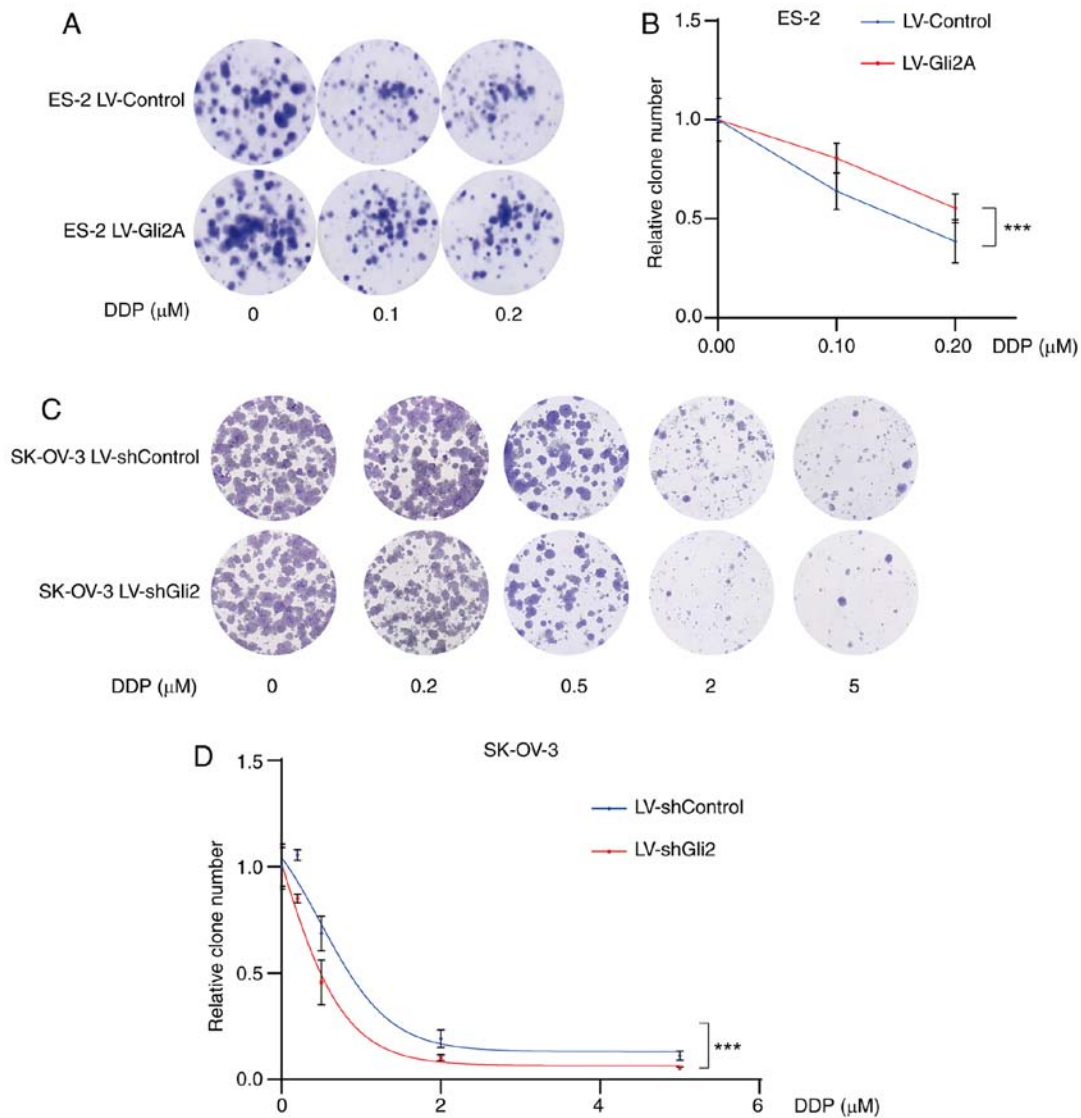 A
ES-2 LV-Control
ES-2 LV-Gli2A
DDP (μM) 0 0.1 0.2
B
ES-2
LV-Control
LV-Gli2A
Relative clone number
1.5
1.0
0.5
0.0
0.00 0.10 0.20 DDP (μM)
***
C
SK-OV-3 LV-shControl
SK-OV-3 LV-shGli2
DDP (μM) 0 0.2 0.5 2 5
D
SK-OV-3
LV-shControl
LV-shGli2
Relative clone number
1.5
1.0
0.5
0.0
0 2 4 6 DDP (μM)
***